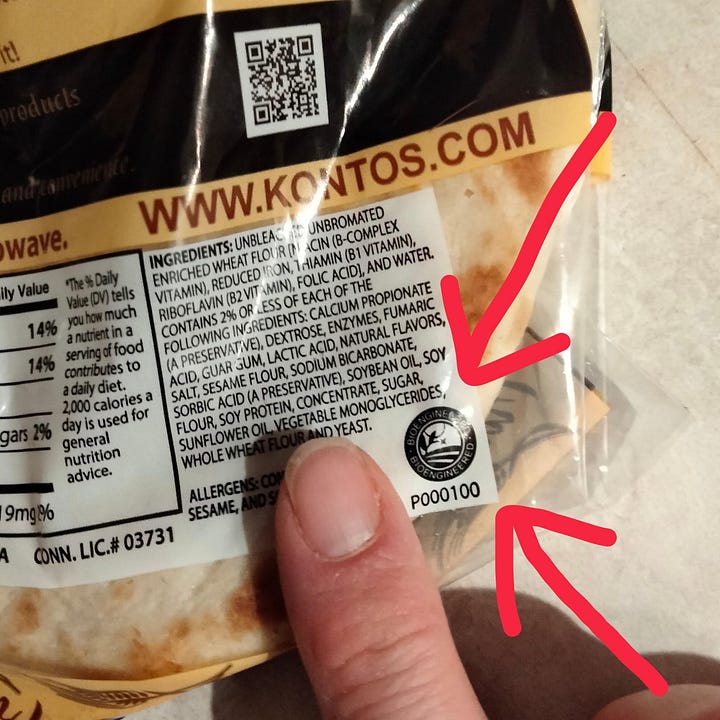 it!
products
and convenience.
WWW.KONTOS.COM
owave.
ily Value
14%
14%
gars 2%
19mg %
A
*The % Daily
Value (DV) tells
you how much
a nutrient in a
serving of food
contributes to
a daily diet.
2,000 calories a
day is used for
general
nutrition
advice.
INGREDIENTS: UNBLEACHED UNBROMATED
ENRICHED WHEAT FLOUR [NIACIN (B-COMPLEX
VITAMIN), REDUCED IRON, THIAMIN (B1 VITAMIN),
RIBOFLAVIN (B2 VITAMIN), FOLIC ACID], AND WATER.
CONTAINS 2% OR LESS OF EACH OF THE
FOLLOWING INGREDIENTS: CALCIUM PROPIONATE
(A PRESERVATIVE), DEXTROSE, ENZYMES, FUMARIC
ACID, GUAR GUM, LACTIC ACID, NATURAL FLAVORS,
SALT, SESAME FLOUR, SODIUM BICARBONATE,
SORBIC ACID (A PRESERVATIVE), SOYBEAN OIL, SOY
FLOUR, SOY PROTEIN, CONCENTRATE, SUGAR,
SUNFLOWER OIL, VEGETABLE MONOGLYCERIDES,
WHOLE WHEAT FLOUR AND YEAST.
ALLERGENS:
SESAME, AND
BIOENGINEERED
BIOENGINEERED
P000100
CONN. LIC.# 03731